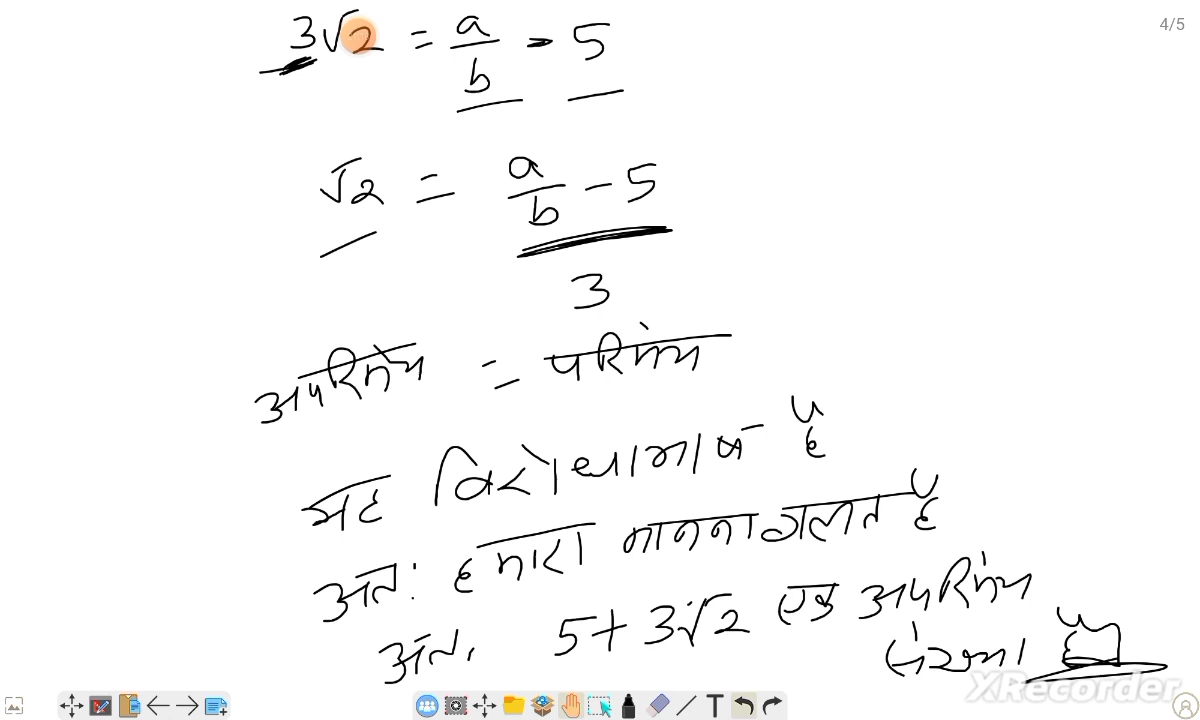 4/5
3√2 = a/b - 5
√2 = (a/b - 5)/3
अपरिमेय = परिमेय
यह विरोधाभाष है
अतः हमारा मानना गलत है
अतः 5+3√2 एक अपरिमेय
संख्या है
XRecorder